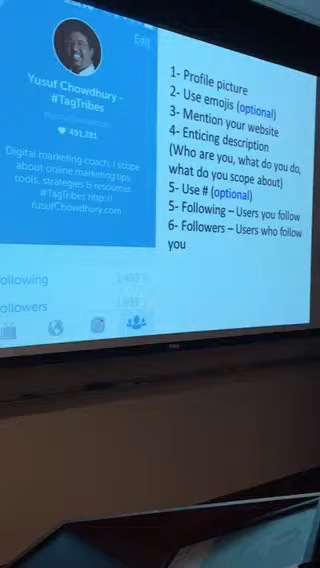 Edit
Yusuf Chowdhury -
#TagTribes
491,281
Digital marketing coach. I scope
about online marketing tips,
tools, strategies & resources
#TagTribes http://
YusufChowdhury.com
ollowing
ollowers
1- Profile picture
2- Use emojis (optional)
3- Mention your website
4- Enticing description
(Who are you, what do you do,
what do you scope about)
5- Use # (optional)
5- Following – Users you follow
6- Followers – Users who follow
you